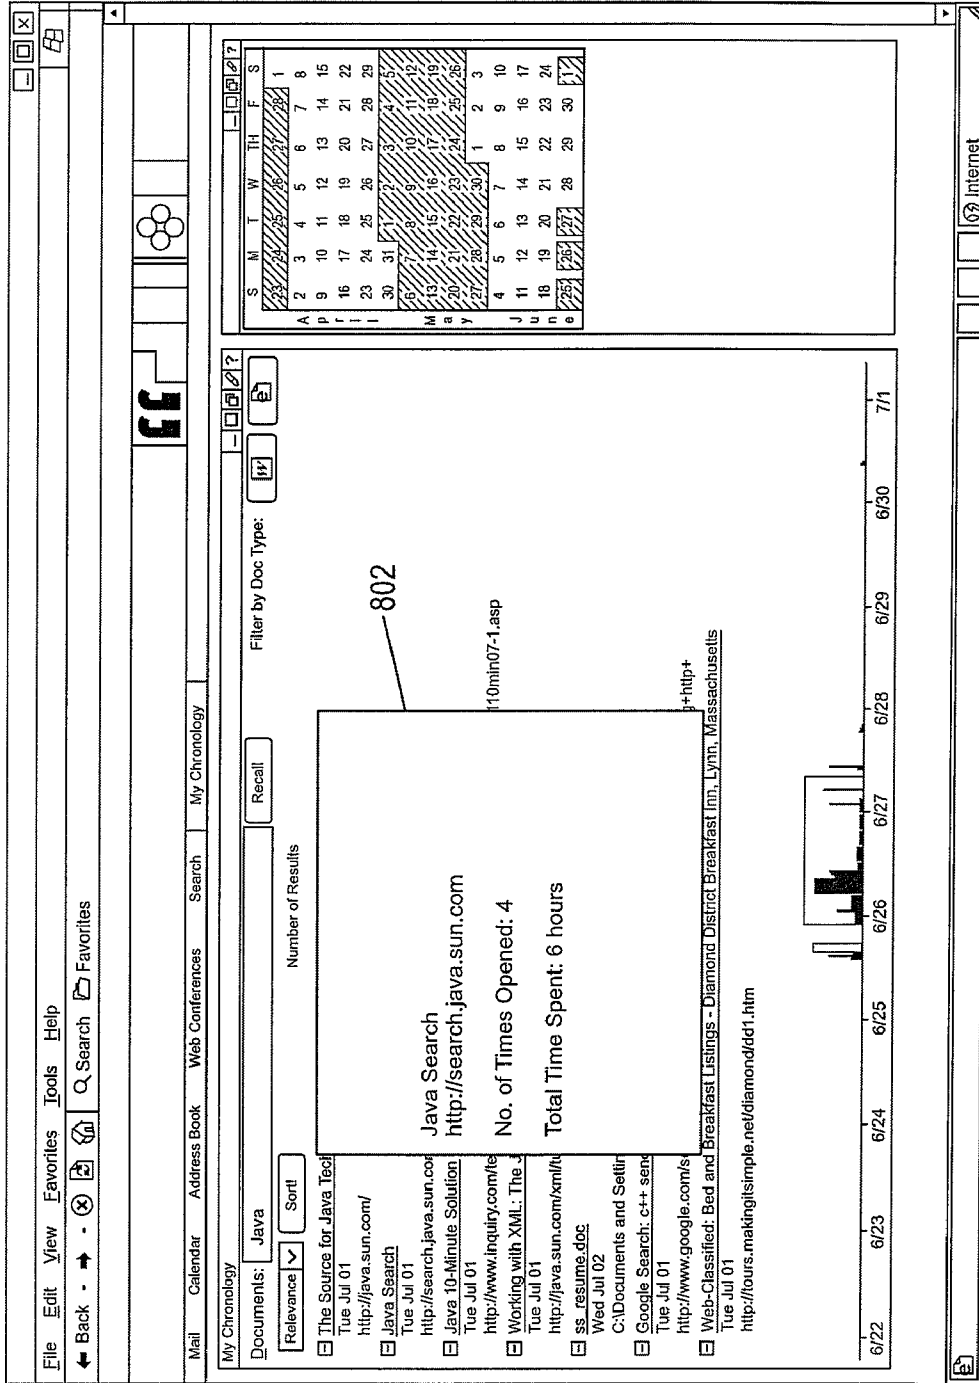 File Edit View Favorites Tools Help
Back Search Favorites
Mail Calendar Address Book Web Conferences Search My Chronology
My Chronology
Documents: Java Recall Filter by Doc Type: W e
Relevance Sort! Number of Results
The Source for Java Tech
Tue Jul 01
http://java.sun.com/
Java Search
Tue Jul 01
http://search.java.sun.cor
Java 10-Minute Solution
Tue Jul 01
http://www.inquiry.com/te t10min07-1.asp
Working with XML: The J
Tue Jul 01
http://java.sun.com/xml/tu
ss_resume.doc
Wed Jul 02
C:\Documents and Settin
Google Search: c++ send
Tue Jul 01
http://www.google.com/s g+http+
Web-Classified: Bed and Breakfast Listings - Diamond District Breakfast Inn, Lynn, Massachusetts
Tue Jul 01
http://tours.makingitsimple.net/diamond/dd1.htm
Java Search
http://search.java.sun.com
No. of Times Opened: 4
Total Time Spent: 6 hours
802
6/22 6/23 6/24 6/25 6/26 6/27 6/28 6/29 6/30 7/1
S M T W TH F S
23 24 25 26 27 28 1
April
2 3 4 5 6 7 8
9 10 11 12 13 14 15
16 17 18 19 20 21 22
23 24 25 26 27 28 29
30 31 1 2 3 4 5
May
6 7 8 9 10 11 12
13 14 15 16 17 18 19
20 21 22 23 24 25 26
27 28 29 30 1 2 3
June
4 5 6 7 8 9 10
11 12 13 14 15 16 17
18 19 20 21 22 23 24
25 26 27 28 29 30 1
e Internet